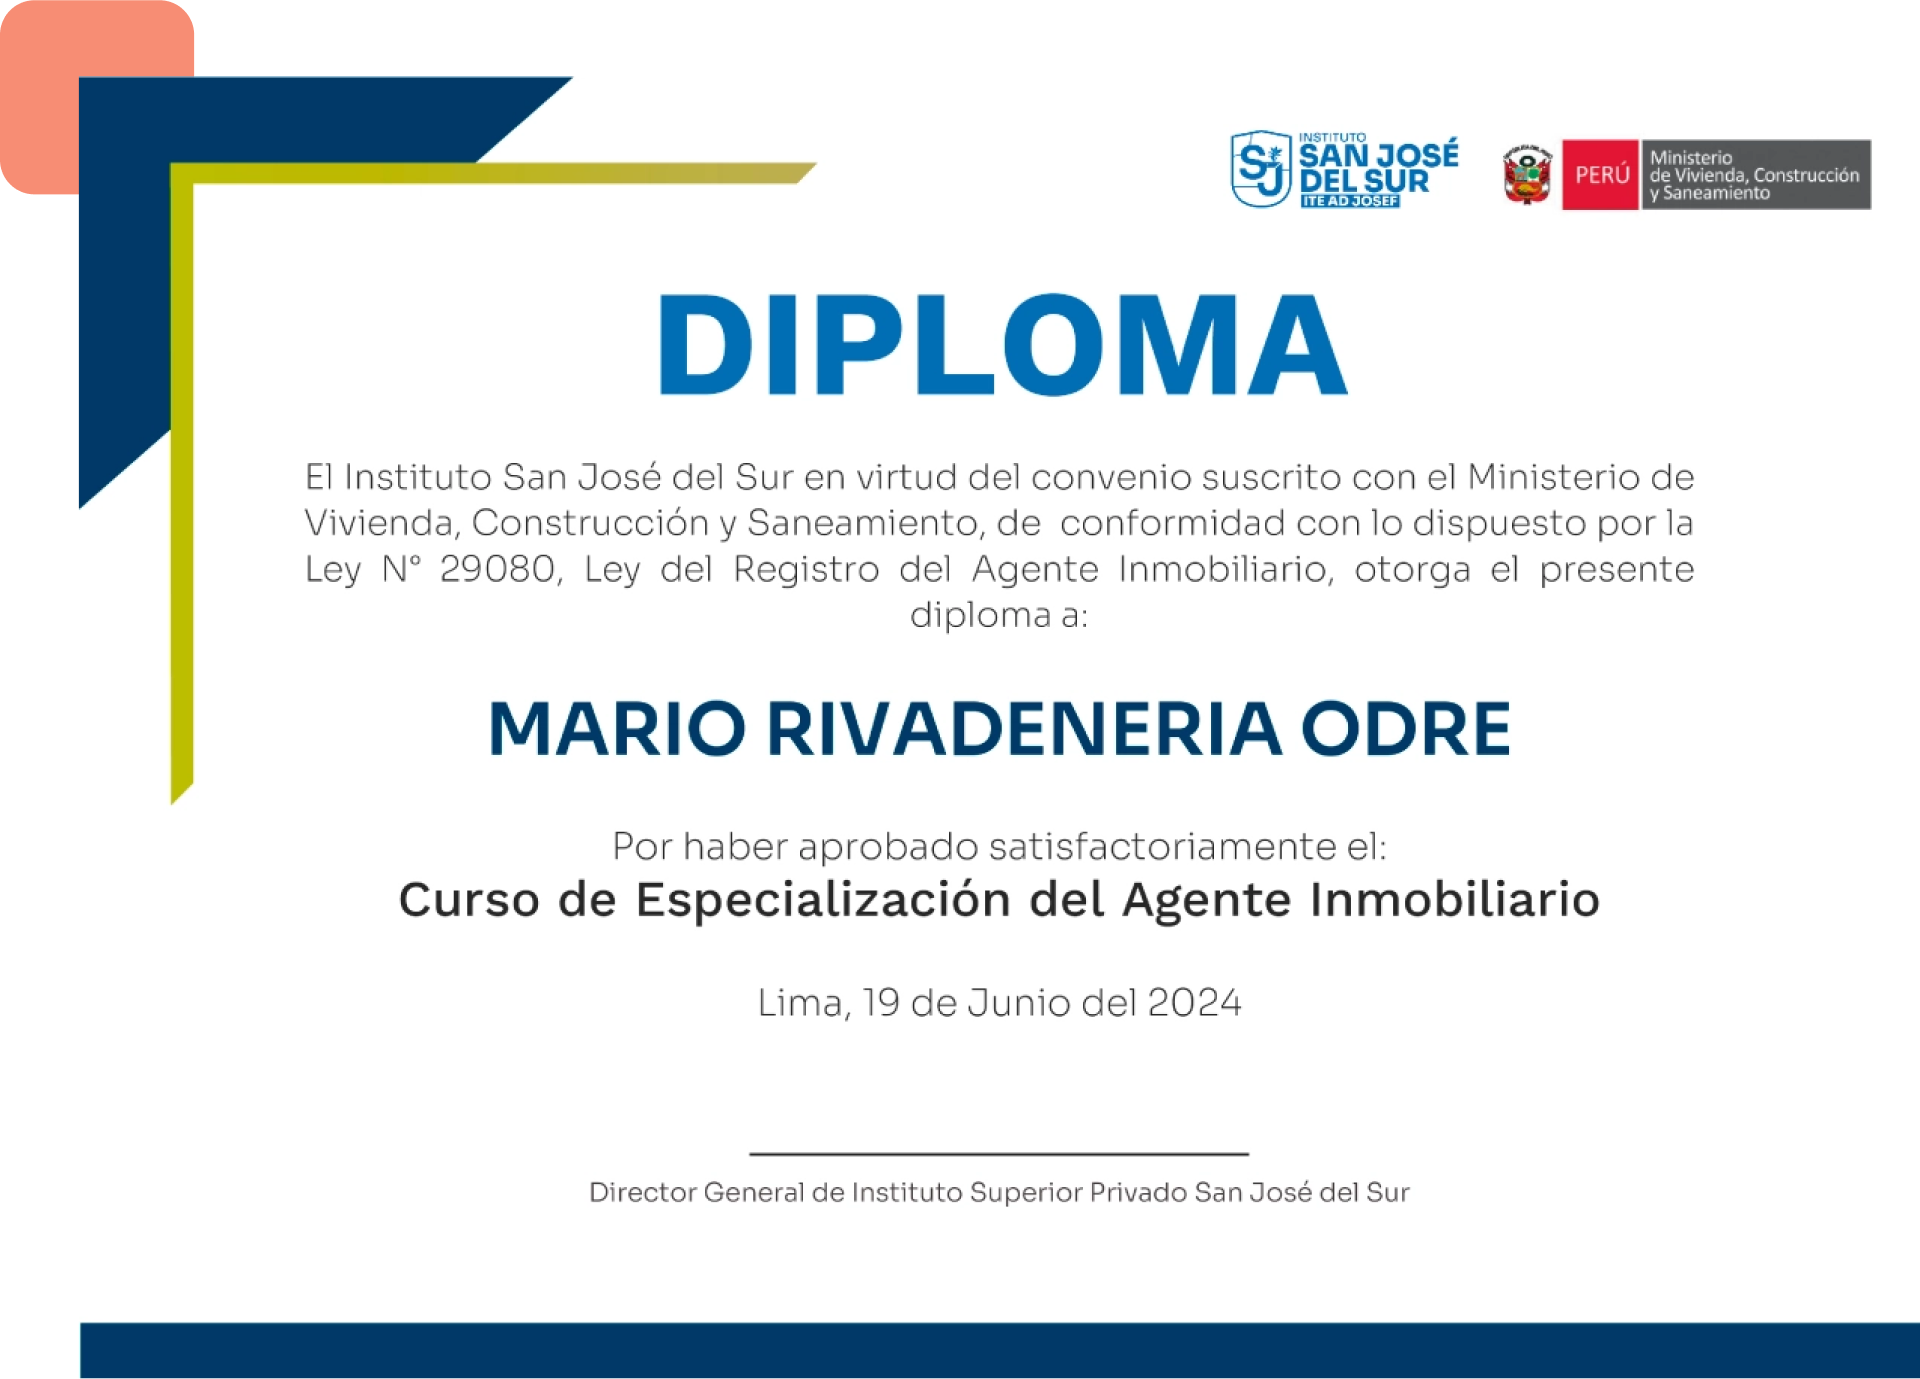 INSTITUTO
SAN JOSÉ
DEL SUR
ITE AD JOSEF
PERÚ
Ministerio
de Vivienda, Construcción
y Saneamiento
DIPLOMA
El Instituto San José del Sur en virtud del convenio suscrito con el Ministerio de
Vivienda, Construcción y Saneamiento, de conformidad con lo dispuesto por la
Ley N° 29080, Ley del Registro del Agente Inmobiliario, otorga el presente
diploma a:
MARIO RIVADENERIA ODRE
Por haber aprobado satisfactoriamente el:
Curso de Especialización del Agente Inmobiliario
Lima, 19 de Junio del 2024
Director General de Instituto Superior Privado San José del Sur